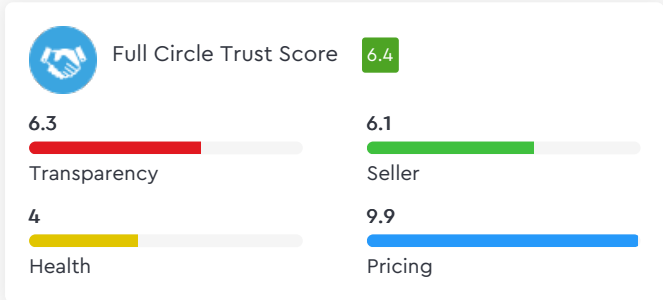 Full Circle Trust Score 6.4
6.3
Transparency
6.1
Seller
4
Health
9.9
Pricing